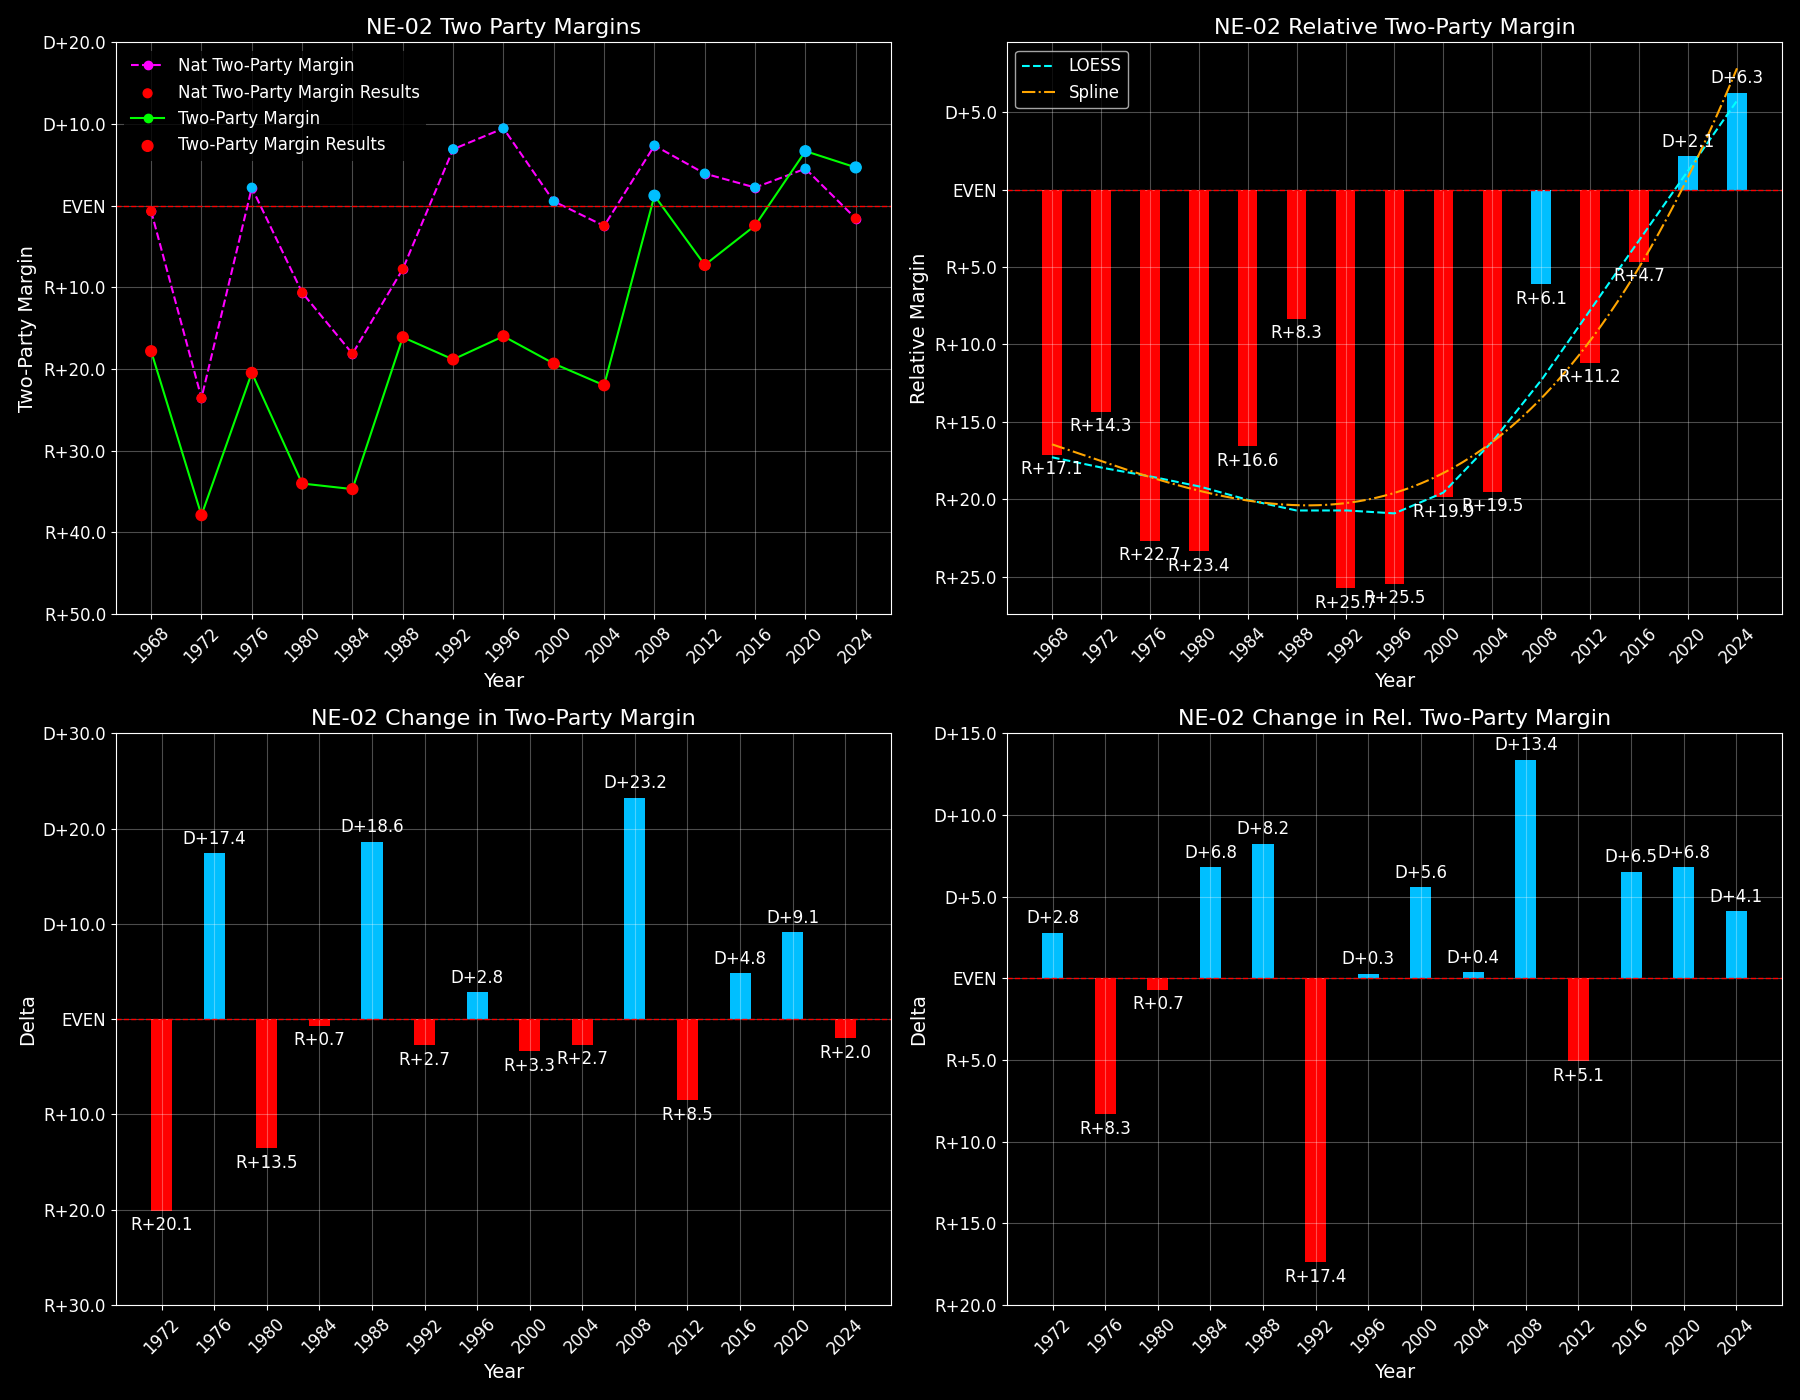 NE-02 Two Party Margins
D+20.0
D+10.0
EVEN
R+10.0
R+20.0
R+30.0
R+40.0
R+50.0
Two-Party Margin
Nat Two-Party Margin
Nat Two-Party Margin Results
Two-Party Margin
Two-Party Margin Results
1968
1972
1976
1980
1984
1988
1992
1996
2000
2004
2008
2012
2016
2020
2024
Year
NE-02 Relative Two-Party Margin
D+5.0
EVEN
R+5.0
R+10.0
R+15.0
R+20.0
R+25.0
Relative Margin
LOESS
Spline
R+17.1
R+14.3
R+22.7
R+23.4
R+16.6
R+8.3
R+25.7
R+25.5
R+19.9
R+19.5
R+6.1
R+11.2
R+4.7
D+2.1
D+6.3
1968
1972
1976
1980
1984
1988
1992
1996
2000
2004
2008
2012
2016
2020
2024
Year
NE-02 Change in Two-Party Margin
D+30.0
D+20.0
D+10.0
EVEN
R+10.0
R+20.0
R+30.0
Delta
R+20.1
D+17.4
R+13.5
R+0.7
D+18.6
R+2.7
D+2.8
R+3.3
R+2.7
D+23.2
R+8.5
D+4.8
D+9.1
R+2.0
1972
1976
1980
1984
1988
1992
1996
2000
2004
2008
2012
2016
2020
2024
Year
NE-02 Change in Rel. Two-Party Margin
D+15.0
D+10.0
D+5.0
EVEN
R+5.0
R+10.0
R+15.0
R+20.0
Delta
D+2.8
R+8.3
R+0.7
D+6.8
D+8.2
R+17.4
D+0.3
D+5.6
D+0.4
D+13.4
R+5.1
D+6.5
D+6.8
D+4.1
1972
1976
1980
1984
1988
1992
1996
2000
2004
2008
2012
2016
2020
2024
Year